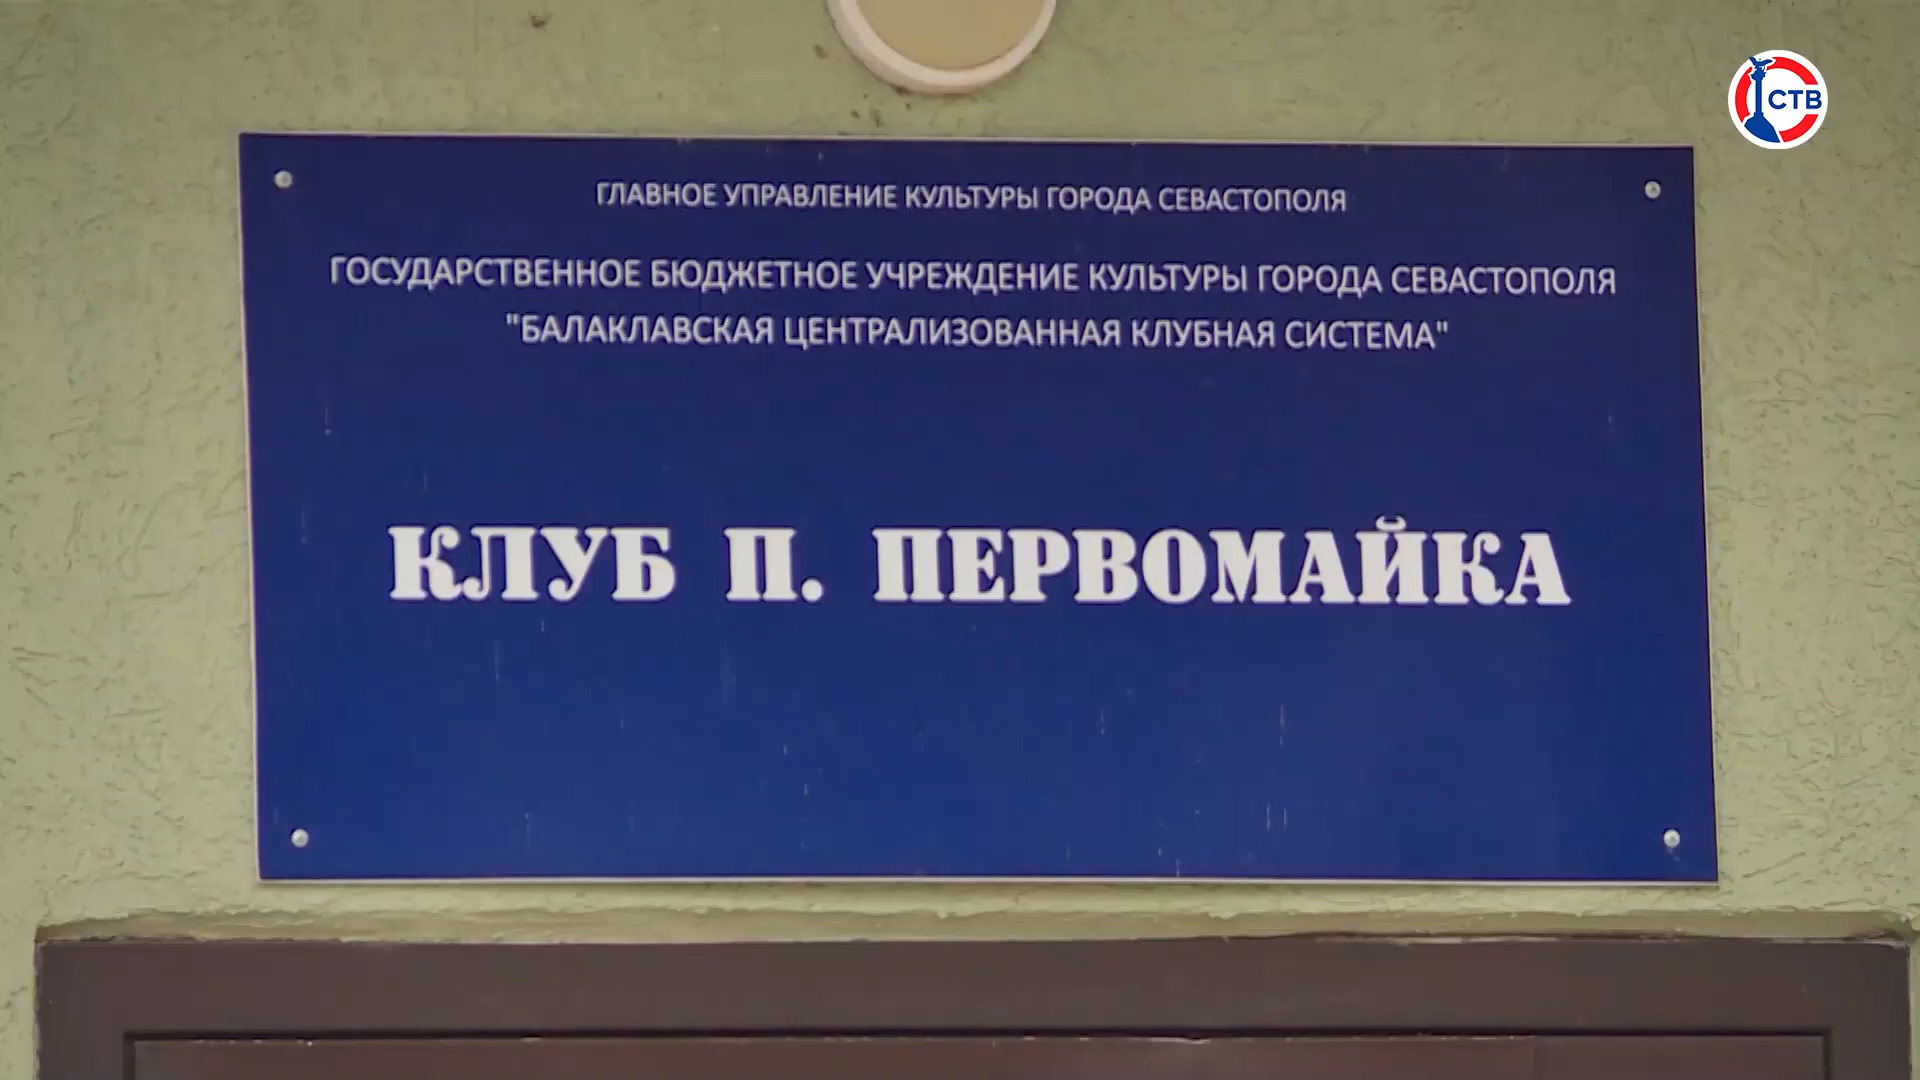 СТВ
ГЛАВНОЕ УПРАВЛЕНИЕ КУЛЬТУРЫ ГОРОДА СЕВАСТОПОЛЯ
ГОСУДАРСТВЕННОЕ БЮДЖЕТНОЕ УЧРЕЖДЕНИЕ КУЛЬТУРЫ ГОРОДА СЕВАСТОПОЛЯ
"БАЛАКЛАВСКАЯ ЦЕНТРАЛИЗОВАННАЯ КЛУБНАЯ СИСТЕМА"
КЛУБ П. ПЕРВОМАЙКА